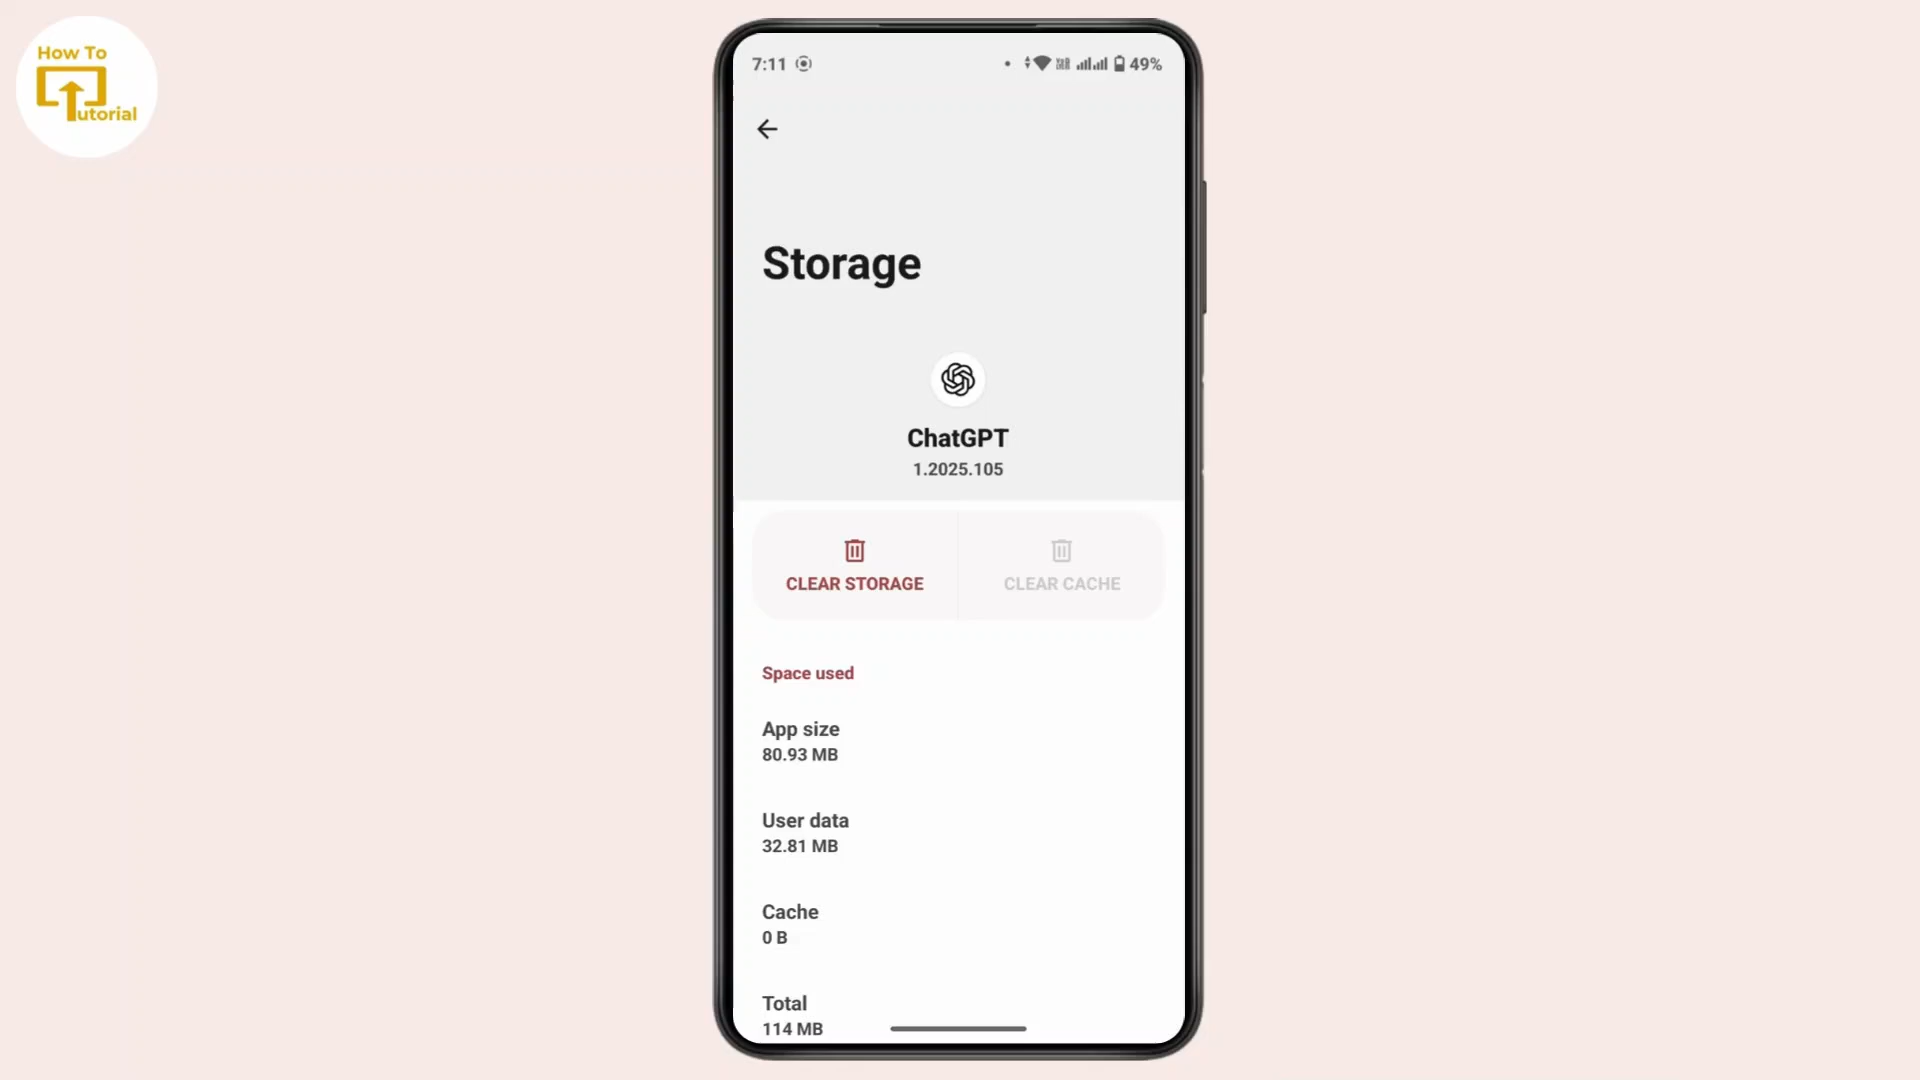 How To
Tutorial
7:11
49%
Storage
ChatGPT
1.2025.105
CLEAR STORAGE
CLEAR CACHE
Space used
App size
80.93 MB
User data
32.81 MB
Cache
0 B
Total
114 MB